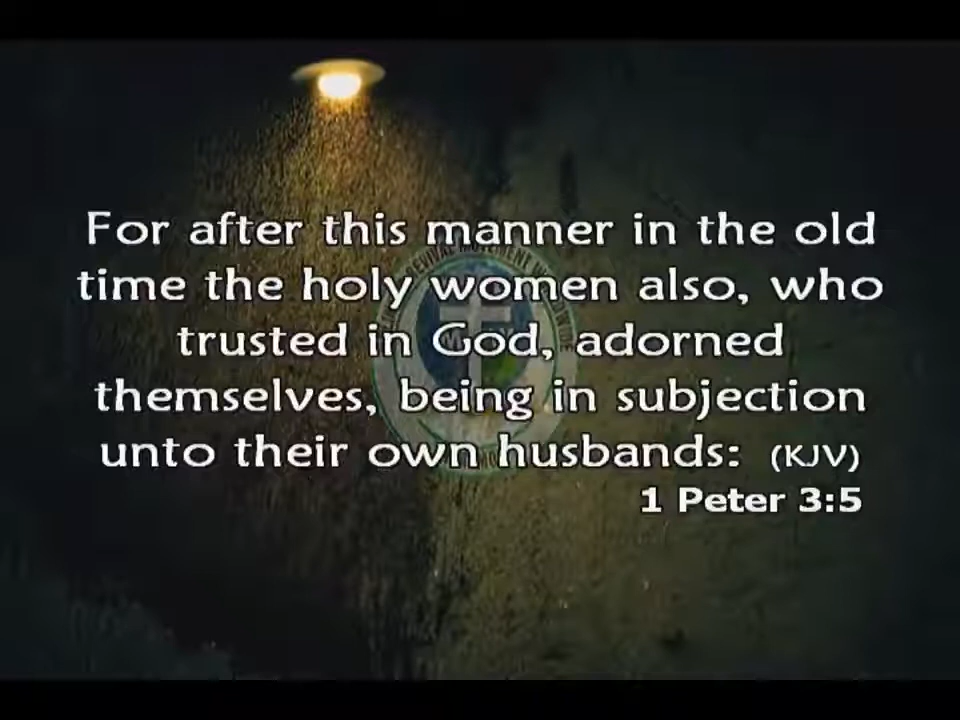 For after this manner in the old
time the holy women also, who
trusted in God, adorned
themselves, being in subjection
unto their own husbands: (KJV)
1 Peter 3:5